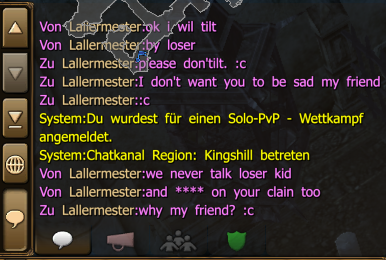 Von Lallermester:ok i wil tilt
Von Lallermester:by loser
Zu Lallermester:please don'tilt. :c
Zu Lallermester:I don't want you to be sad my friend
Zu Lallermester::c
System:Du wurdest für einen Solo-PvP - Wettkampf
angemeldet.
System:Chatkanal Region: Kingshill betreten
Von Lallermester:we never talk loser kid
Von Lallermester:and **** on your clain too
Zu Lallermester:why my friend? :c